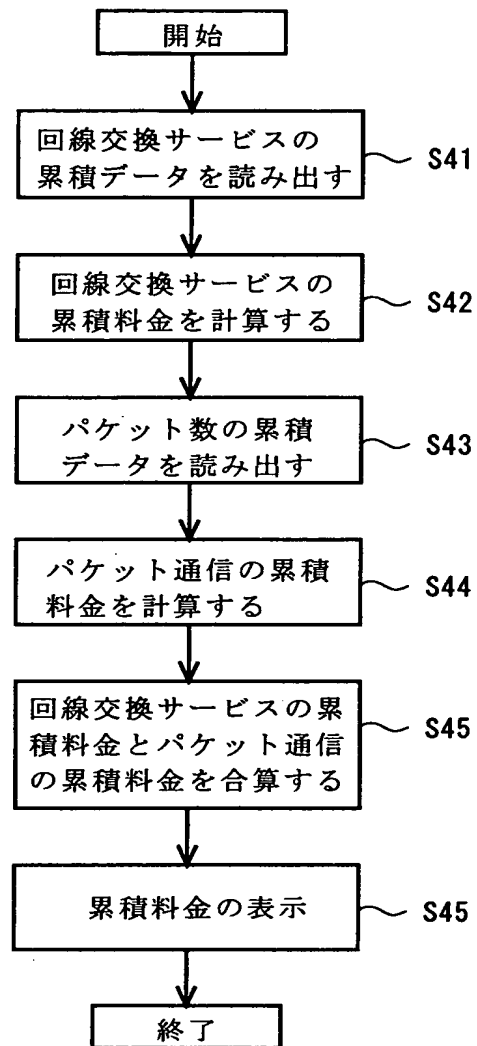 開始
回線交換サービスの
累積データを読み出す
S41
回線交換サービスの
累積料金を計算する
S42
パケット数の累積
データを読み出す
S43
パケット通信の累積
料金を計算する
S44
回線交換サービスの累
積料金とパケット通信
の累積料金を合算する
S45
累積料金の表示
S45
終了